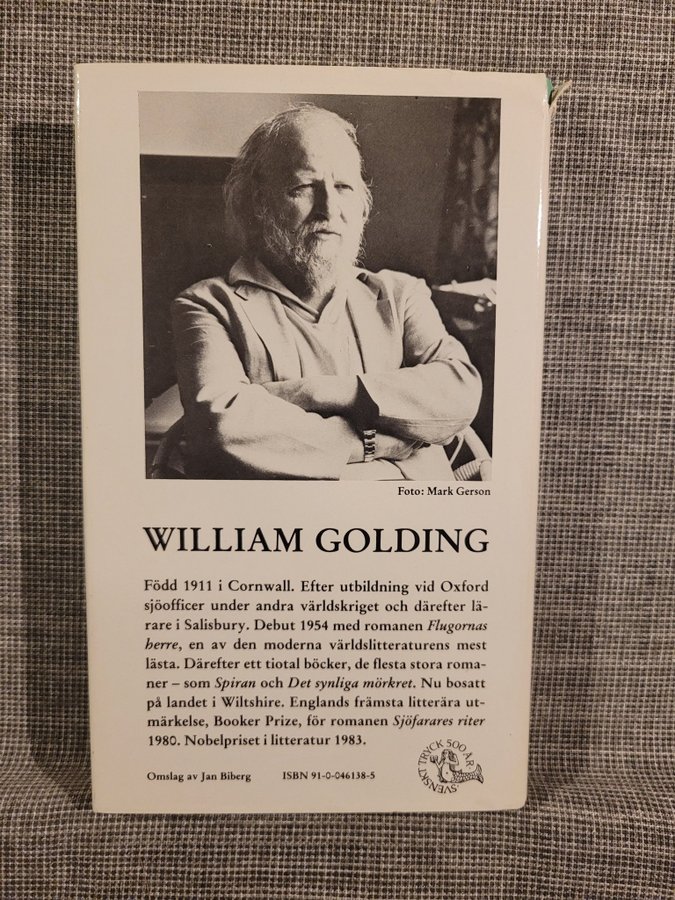 Foto: Mark Gerson
WILLIAM GOLDING
Född 1911 i Cornwall. Efter utbildning vid Oxford
sjöofficer under andra världskriget och därefter lä-
rare i Salisbury. Debut 1954 med romanen Flugornas
herre, en av den moderna världslitteraturens mest
lästa. Därefter ett tiotal böcker, de flesta stora roma-
ner – som Spiran och Det synliga mörkret. Nu bosatt
på landet i Wiltshire. Englands främsta litterära ut-
märkelse, Booker Prize, för romanen Sjöfarares riter
1980. Nobelpriset i litteratur 1983.
Omslag av Jan Biberg ISBN 91-0-046138-5
SVENSKT TRYCK 500 ÅR